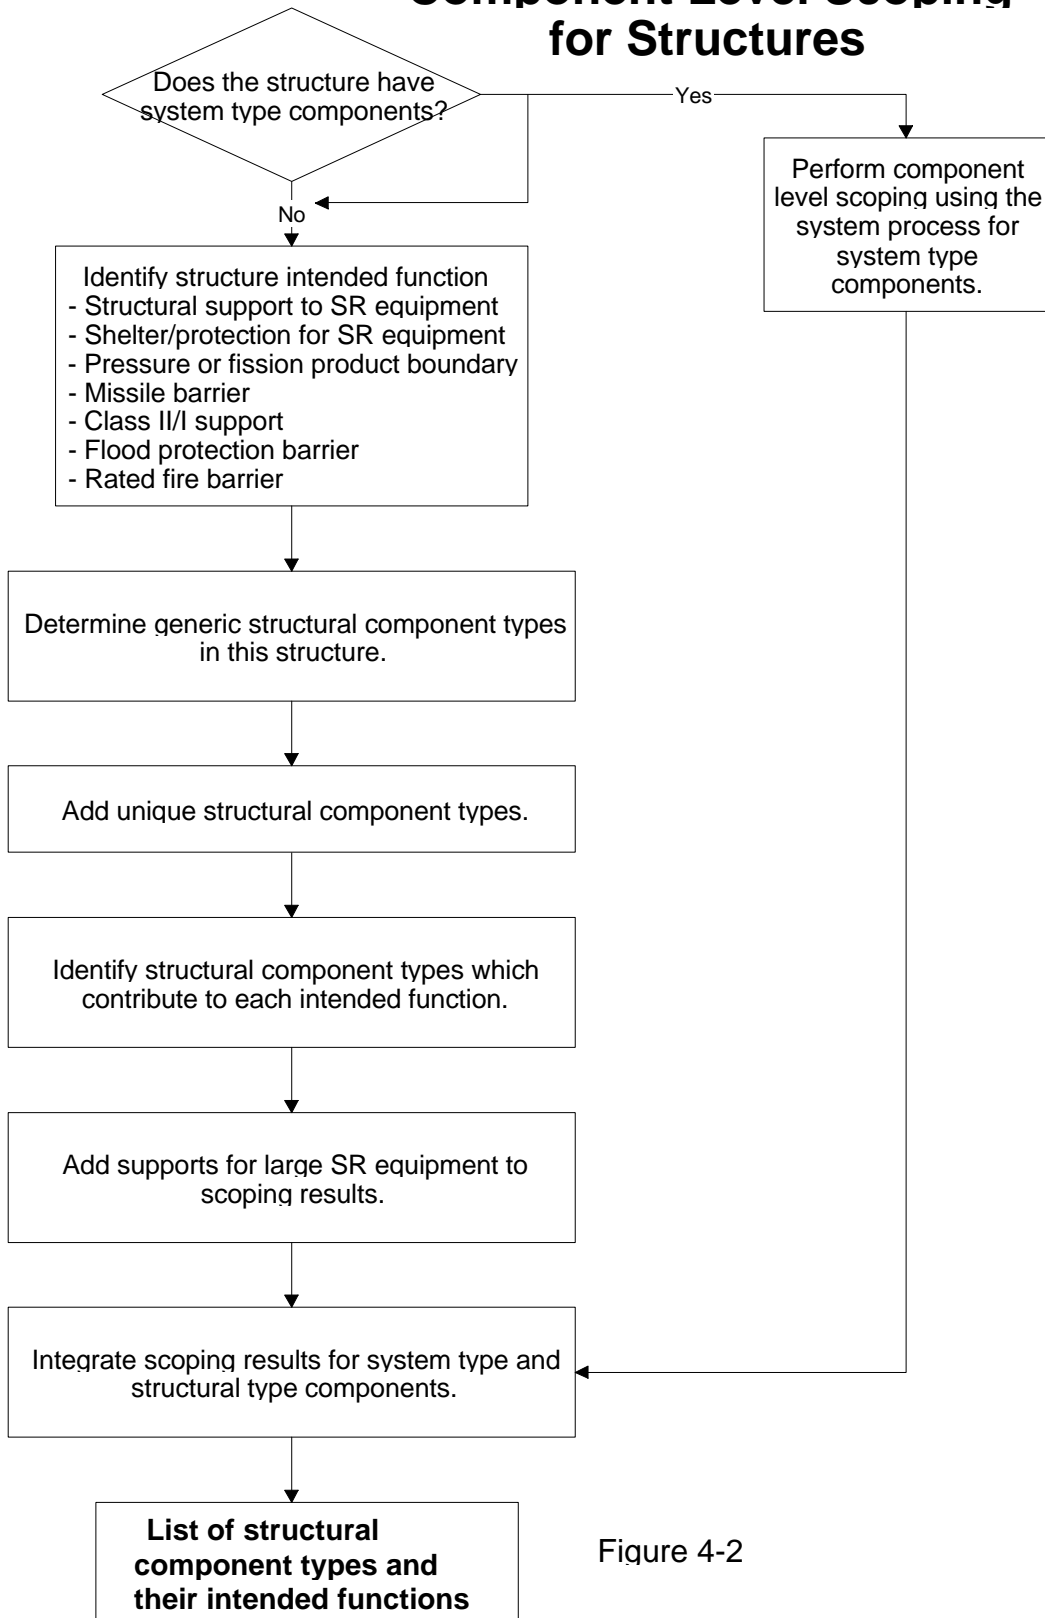 Component Level Scoping
for Structures
Does the structure have
system type components?
Yes
No
Perform component
level scoping using the
system process for
system type
components.
Identify structure intended function
- Structural support to SR equipment
- Shelter/protection for SR equipment
- Pressure or fission product boundary
- Missile barrier
- Class II/I support
- Flood protection barrier
- Rated fire barrier
Determine generic structural component types
in this structure.
Add unique structural component types.
Identify structural component types which
contribute to each intended function.
Add supports for large SR equipment to
scoping results.
Integrate scoping results for system type and
structural type components.
List of structural
component types and
their intended functions
Figure 4-2